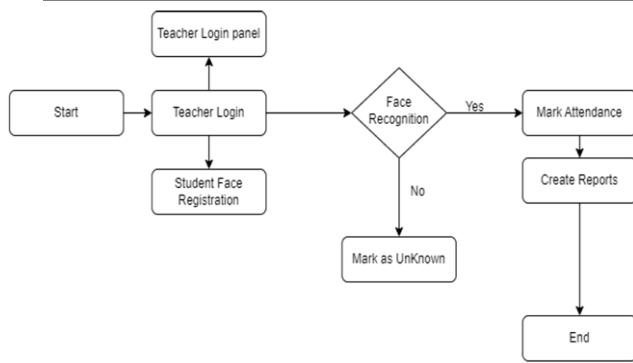 Teacher Login panel
Start
Teacher Login
Face
Recognition
Yes
Mark Attendance
Student Face
Registration
Create Reports
No
Mark as UnKnown
End